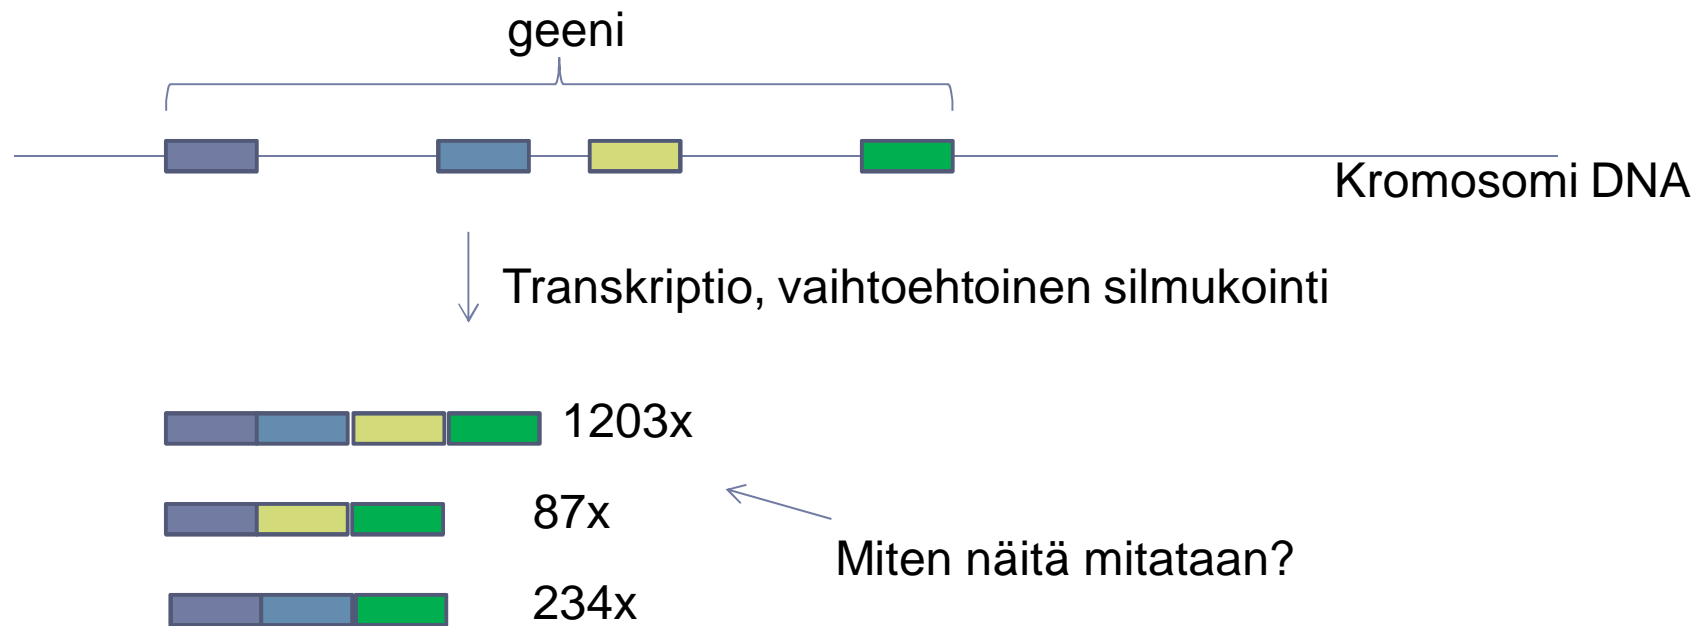 geeni
Kromosomi DNA
Transkriptio, vaihtoehtoinen silmukointi
1203x
87x
Miten näitä mitataan?
234x